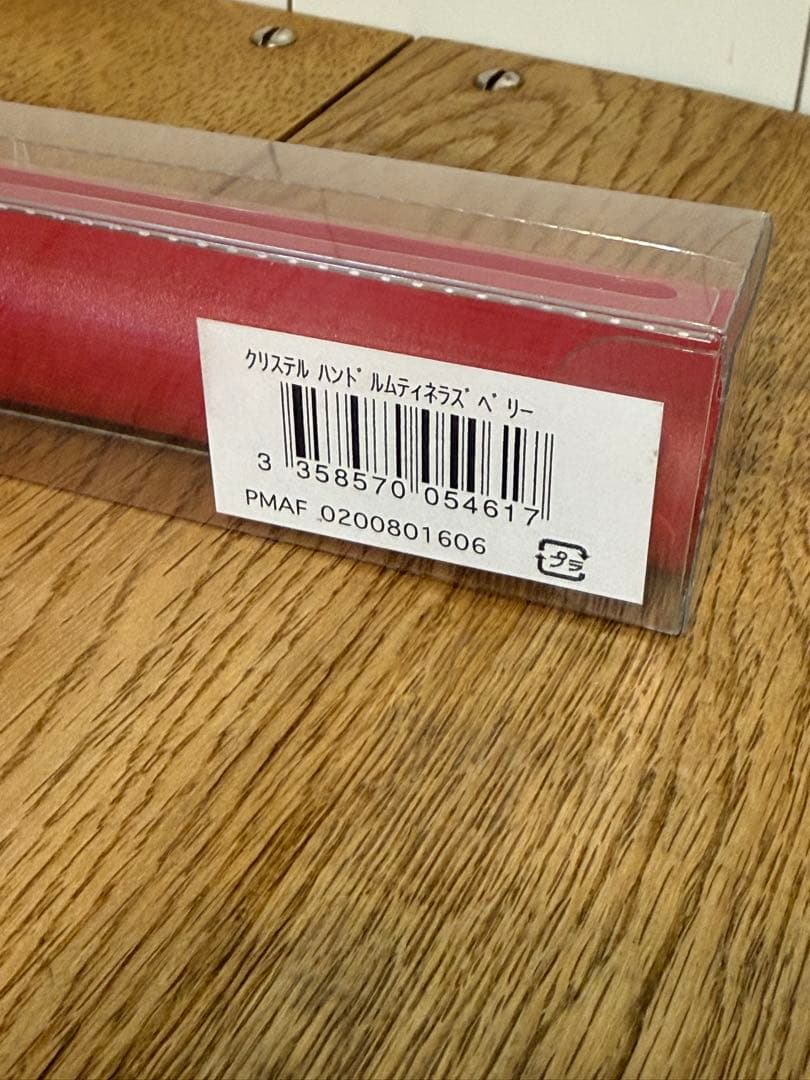 クリステル ハンドルムティネラズベリー
3 358570 054617
PMAF 0200801606
プラ